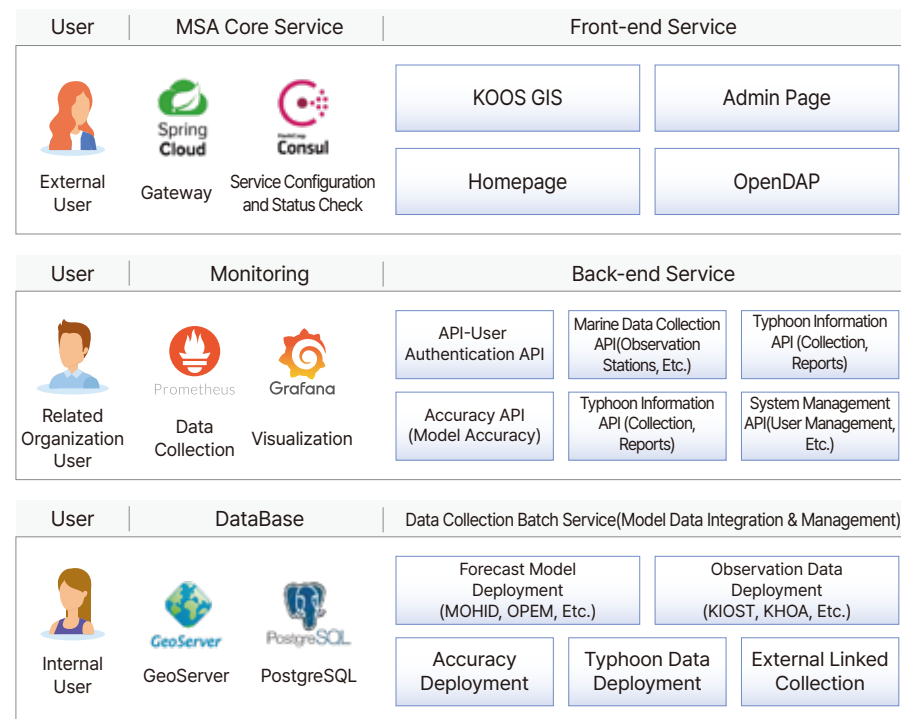 User
MSA Core Service
Front-end Service
External
User
Spring
Cloud
Gateway
HashiCorp
Consul
Service Configuration
and Status Check
KOOS GIS
Admin Page
Homepage
OpenDAP
User
Monitoring
Back-end Service
Related
Organization
User
Prometheus
Data
Collection
Grafana
Visualization
API-User
Authentication API
Marine Data Collection
API(Observation
Stations, Etc.)
Typhoon Information
API (Collection,
Reports)
Accuracy API
(Model Accuracy)
Typhoon Information
API (Collection,
Reports)
System Management
API(User Management,
Etc.)
User
DataBase
Data Collection Batch Service(Model Data Integration & Management)
Internal
User
GeoServer
GeoServer
PostgreSQL
PostgreSQL
Forecast Model
Deployment
(MOHID, OPEM, Etc.)
Observation Data
Deployment
(KIOST, KHOA, Etc.)
Accuracy
Deployment
Typhoon Data
Deployment
External Linked
Collection